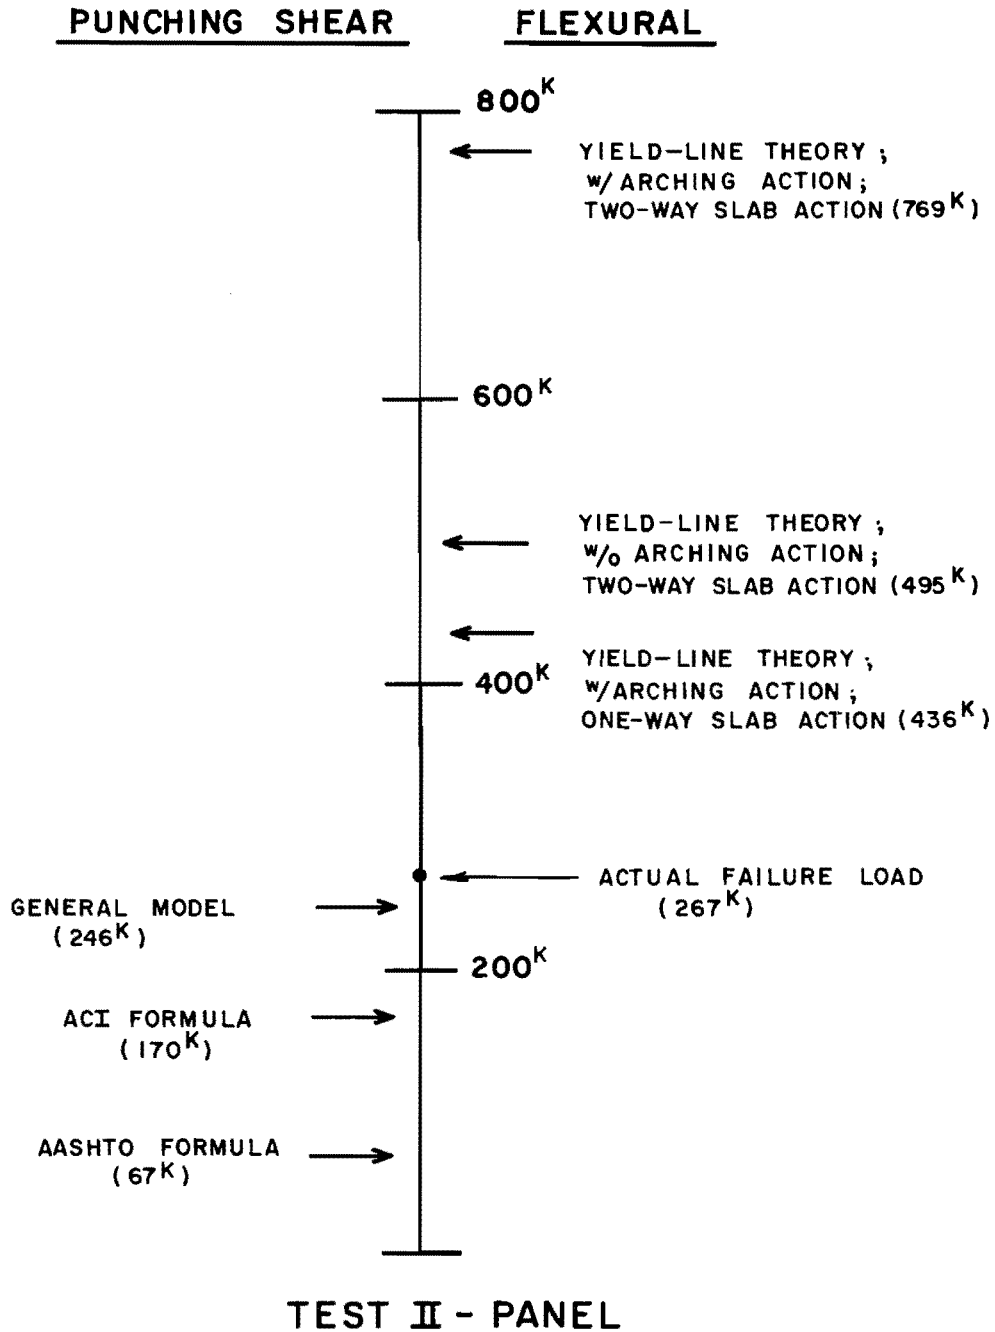 PUNCHING SHEAR
FLEXURAL
800K
YIELD-LINE THEORY;
W/ ARCHING ACTION;
TWO-WAY SLAB ACTION (769K)
600K
YIELD-LINE THEORY;
W/O ARCHING ACTION;
TWO-WAY SLAB ACTION (495K)
YIELD-LINE THEORY;
W/ARCHING ACTION;
ONE-WAY SLAB ACTION (436K)
400K
ACTUAL FAILURE LOAD
(267K)
GENERAL MODEL
(246K)
200K
ACI FORMULA
(170K)
AASHTO FORMULA
(67K)
TEST II - PANEL